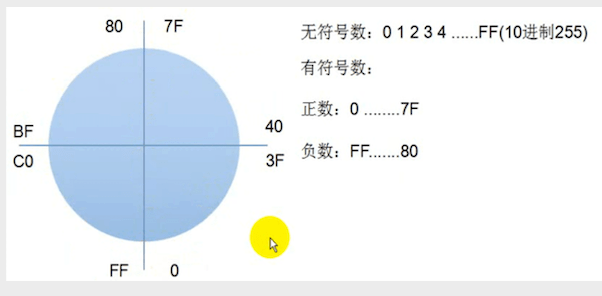 80 7F
BF 40
C0 3F
FF 0
无符号数：0 1 2 3 4 ......FF(10进制255)
有符号数：
正数：0 ........7F
负数：FF.......80